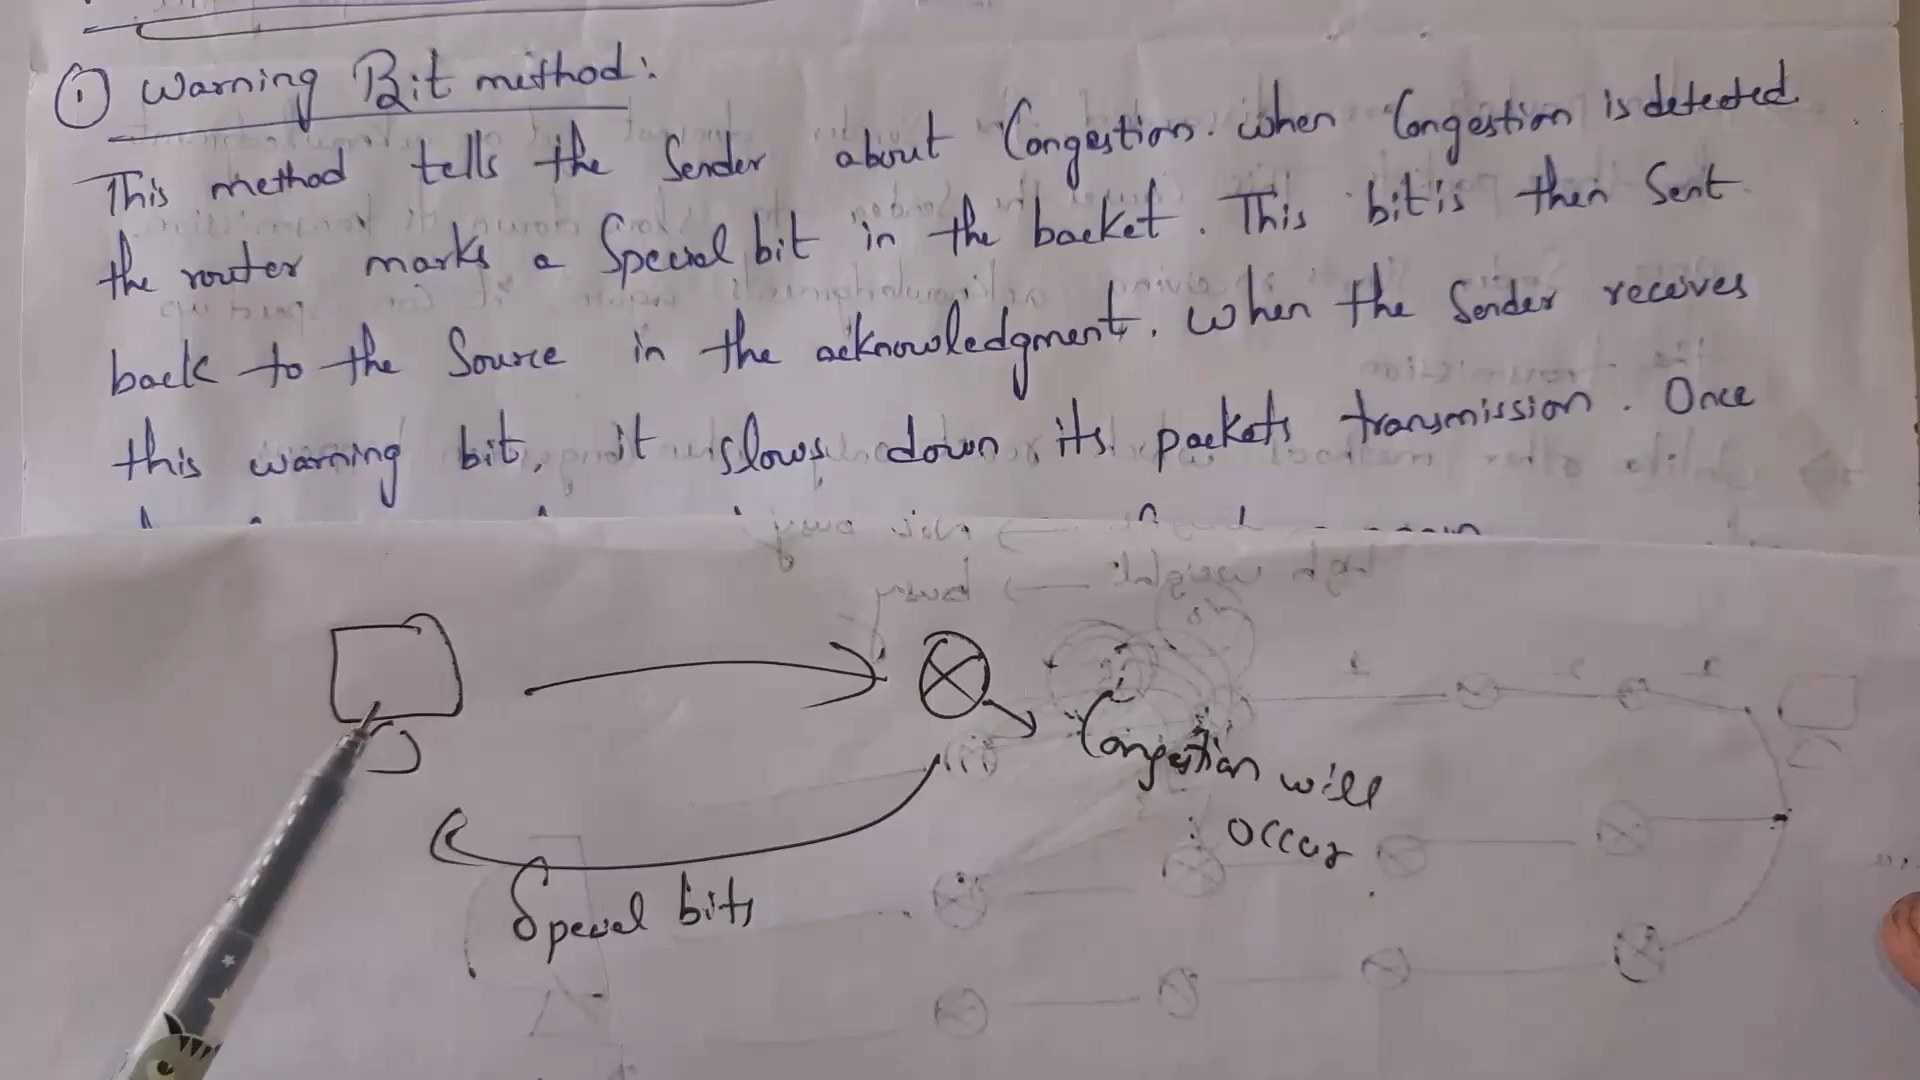 ① Warning Bit method:
This method tells the Sender about Congestion. When Congestion is detected
the router marks a Special bit in the backet. This bit is then Sent
back to the Source in the acknowledgment. When the Sender receives
this warning bit, it slows down its packets transmission. Once
Congestion will
Occur
Special bits